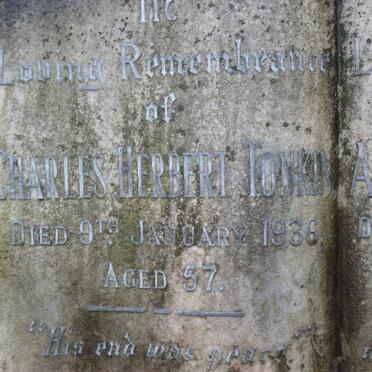 In
Loving Remembrance
of
CHARLES HERBERT TONKIN
DIED 9TH JANUARY 1936,
AGED 57.
"His end was peace"